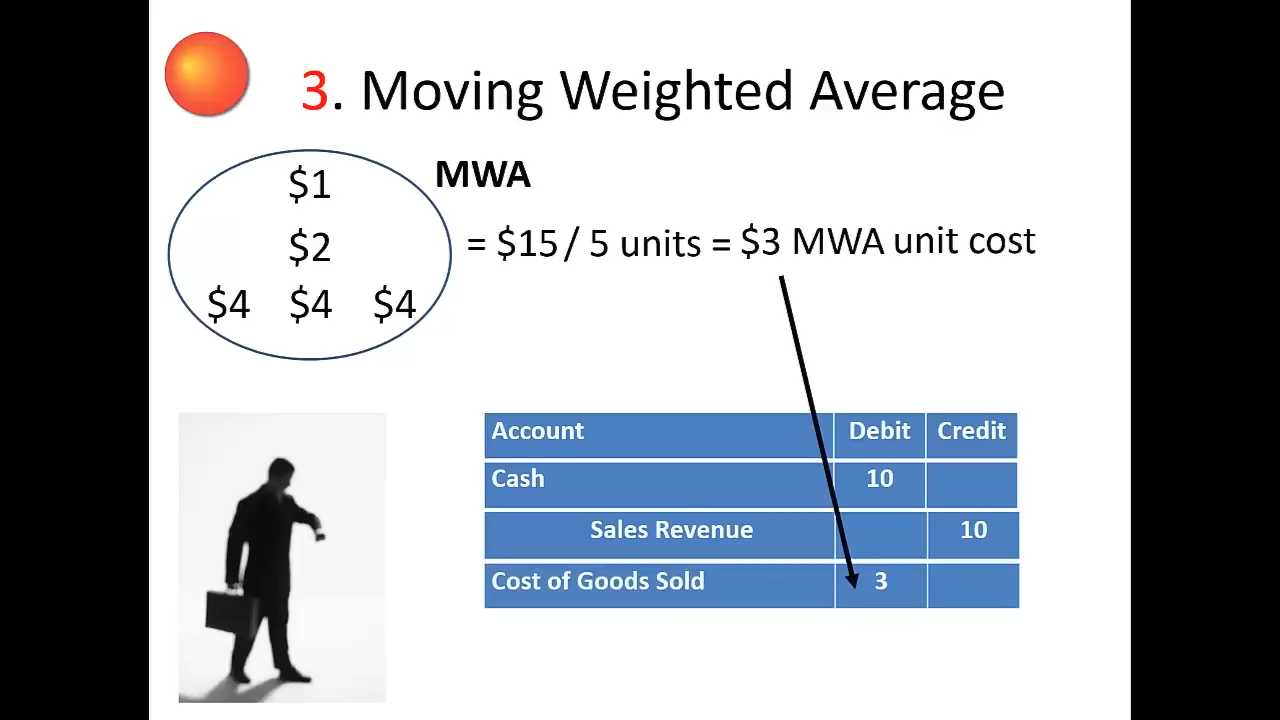 3. Moving Weighted Average
$1
MWA
$2
= $15 / 5 units = $3 MWA unit cost
$4 $4 $4
Account Debit Credit
Cash 10
Sales Revenue 10
Cost of Goods Sold 3